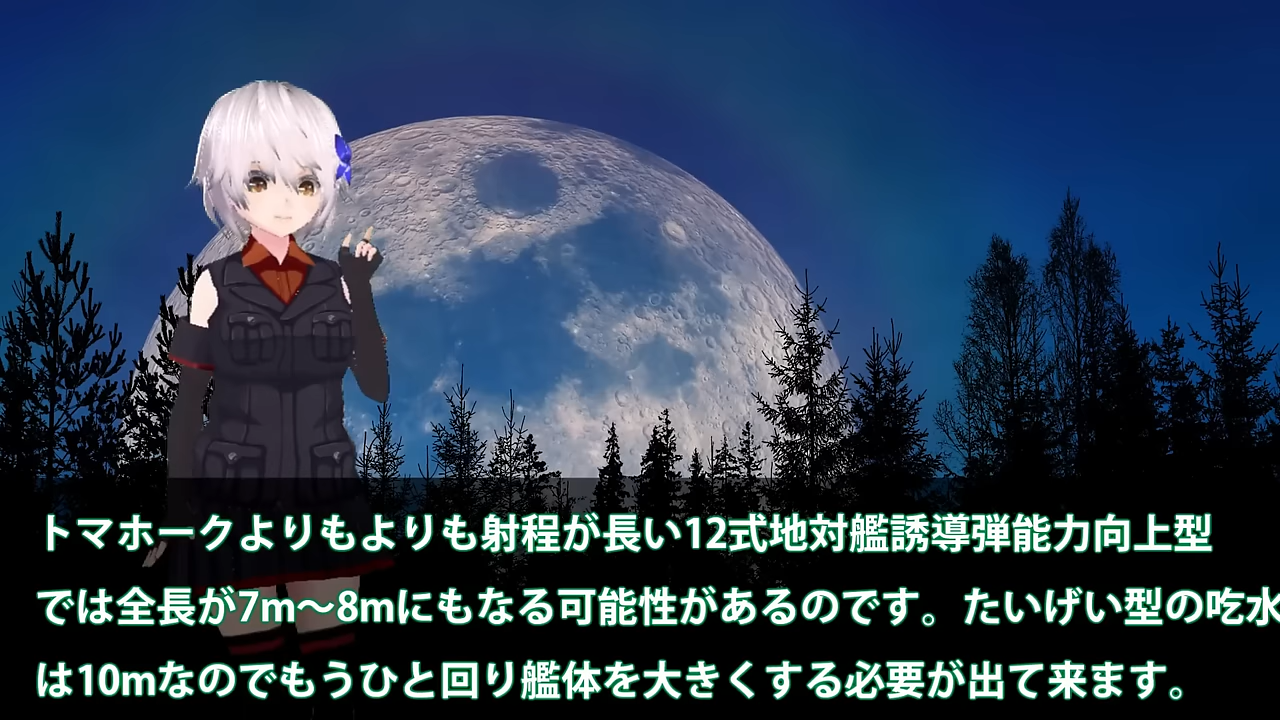 トマホークよりもよりも射程が長い12式地対艦誘導弾能力向上型
では全長が7m～8mにもなる可能性があるのです。たいげい型の吃水
は10mなのでもうひと回り艦体を大きくする必要が出て来ます。